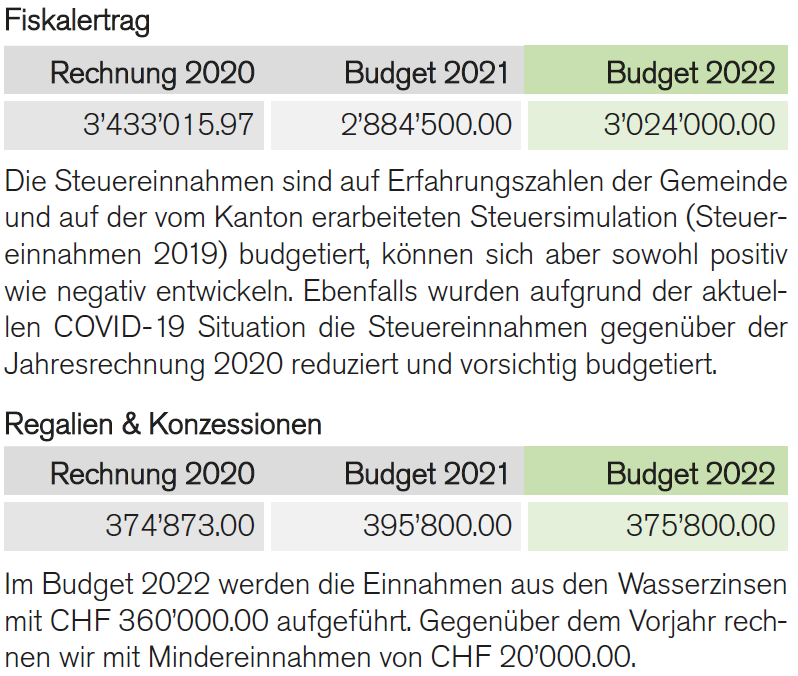 Fiskalertrag
Rechnung 2020 Budget 2021 Budget 2022
3’433’015.97 2’884’500.00 3’024’000.00
Die Steuereinnahmen sind auf Erfahrungszahlen der Gemeinde
und auf der vom Kanton erarbeiteten Steuersimulation (Steuer-
einnahmen 2019) budgetiert, können sich aber sowohl positiv
wie negativ entwickeln. Ebenfalls wurden aufgrund der aktuel-
len COVID-19 Situation die Steuereinnahmen gegenüber der
Jahresrechnung 2020 reduziert und vorsichtig budgetiert.
Regalien & Konzessionen
Rechnung 2020 Budget 2021 Budget 2022
374’873.00 395’800.00 375’800.00
Im Budget 2022 werden die Einnahmen aus den Wasserzinsen
mit CHF 360’000.00 aufgeführt. Gegenüber dem Vorjahr rech-
nen wir mit Mindereinnahmen von CHF 20’000.00.